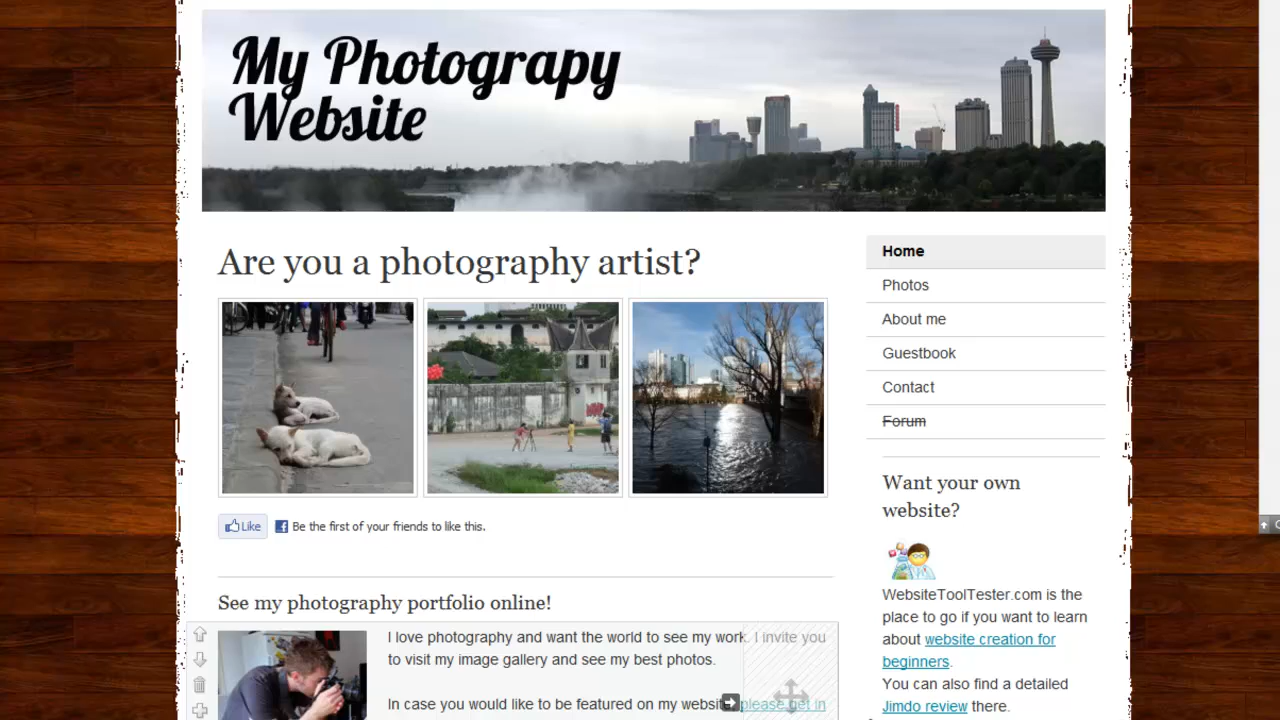 My Photograpy
Website
Are you a photography artist?
Like
Be the first of your friends to like this.
See my photography portfolio online!
I love photography and want the world to see my work. I invite you
to visit my image gallery and see my best photos.
In case you would like to be featured on my website, please get in
Home
Photos
About me
Guestbook
Contact
Forum
Want your own
website?
WebsiteToolTester.com is the
place to go if you want to learn
about website creation for
beginners.
You can also find a detailed
Jimdo review there.